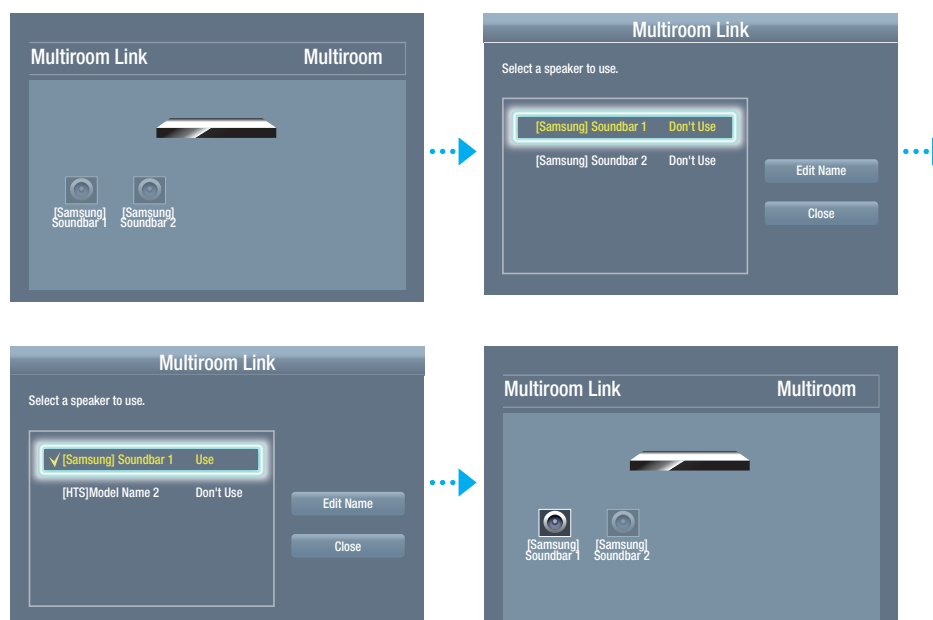 Multiroom Link Multiroom
[Samsung] [Samsung]
Soundbar 1 Soundbar 2
Multiroom Link
Select a speaker to use.
[Samsung] Soundbar 1 Don't Use
[Samsung] Soundbar 2 Don't Use
Edit Name
Close
Multiroom Link
Select a speaker to use.
[Samsung] Soundbar 1 Use
[HTS]Model Name 2 Don't Use
Edit Name
Close
Multiroom Link Multiroom
[Samsung] [Samsung]
Soundbar 1 Soundbar 2